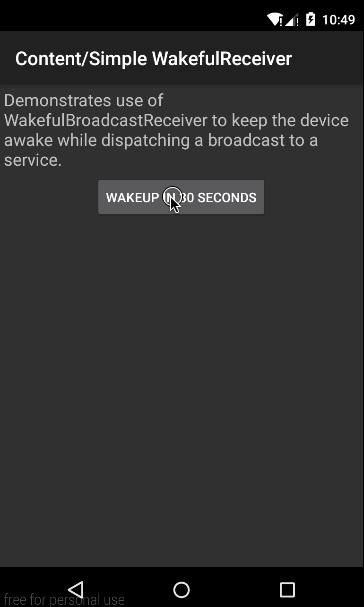 10:49
Content/Simple WakefulReceiver
Demonstrates use of
WakefulBroadcastReceiver to keep the device
awake while dispatching a broadcast to a
service.
WAKEUP IN 30 SECONDS
free for personal use